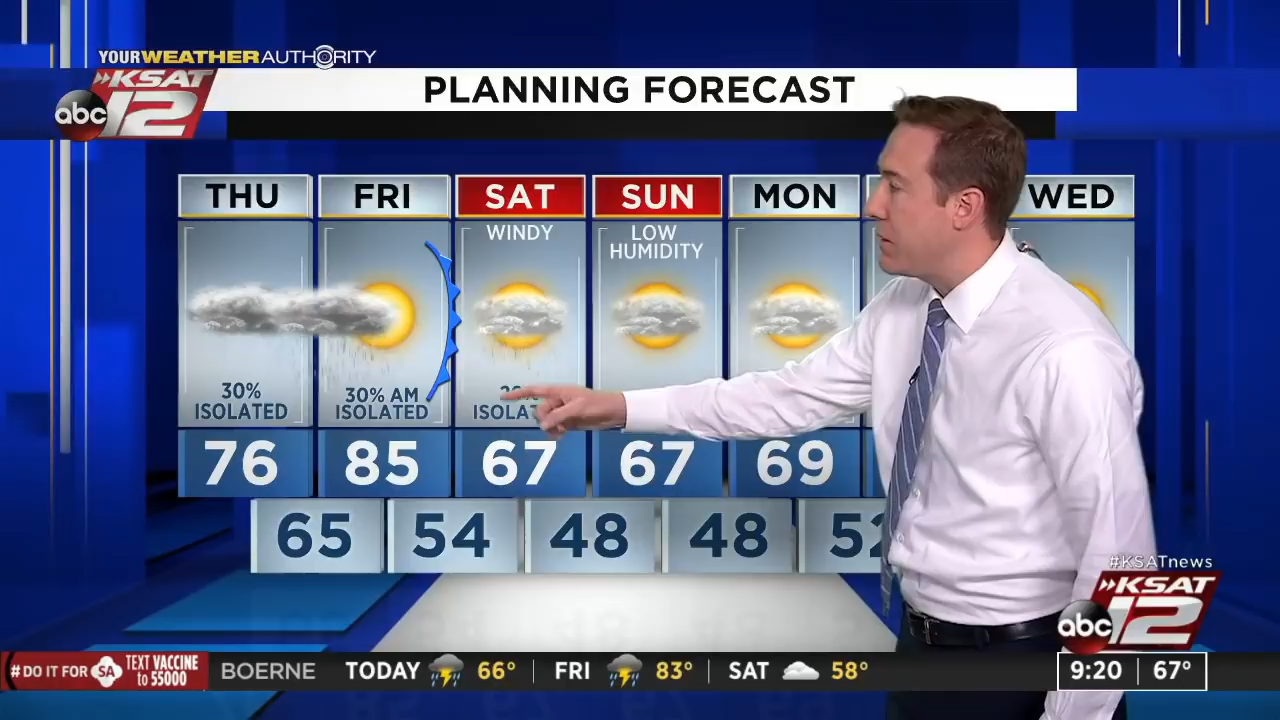 YOURWEATHERAUTHORITY
KSAT
abc 12
PLANNING FORECAST
THU FRI SAT SUN MON WED
WINDY
LOW
HUMIDITY
30%
ISOLATED
30% AM
ISOLATED
76 85 67 67 69
65 54 48 48
#KSATnews
KSAT
abc 12
#DO IT FOR SA TEXT VACCINE
to 55000
BOERNE TODAY 66° FRI 83° SAT 58° 9:20 67°